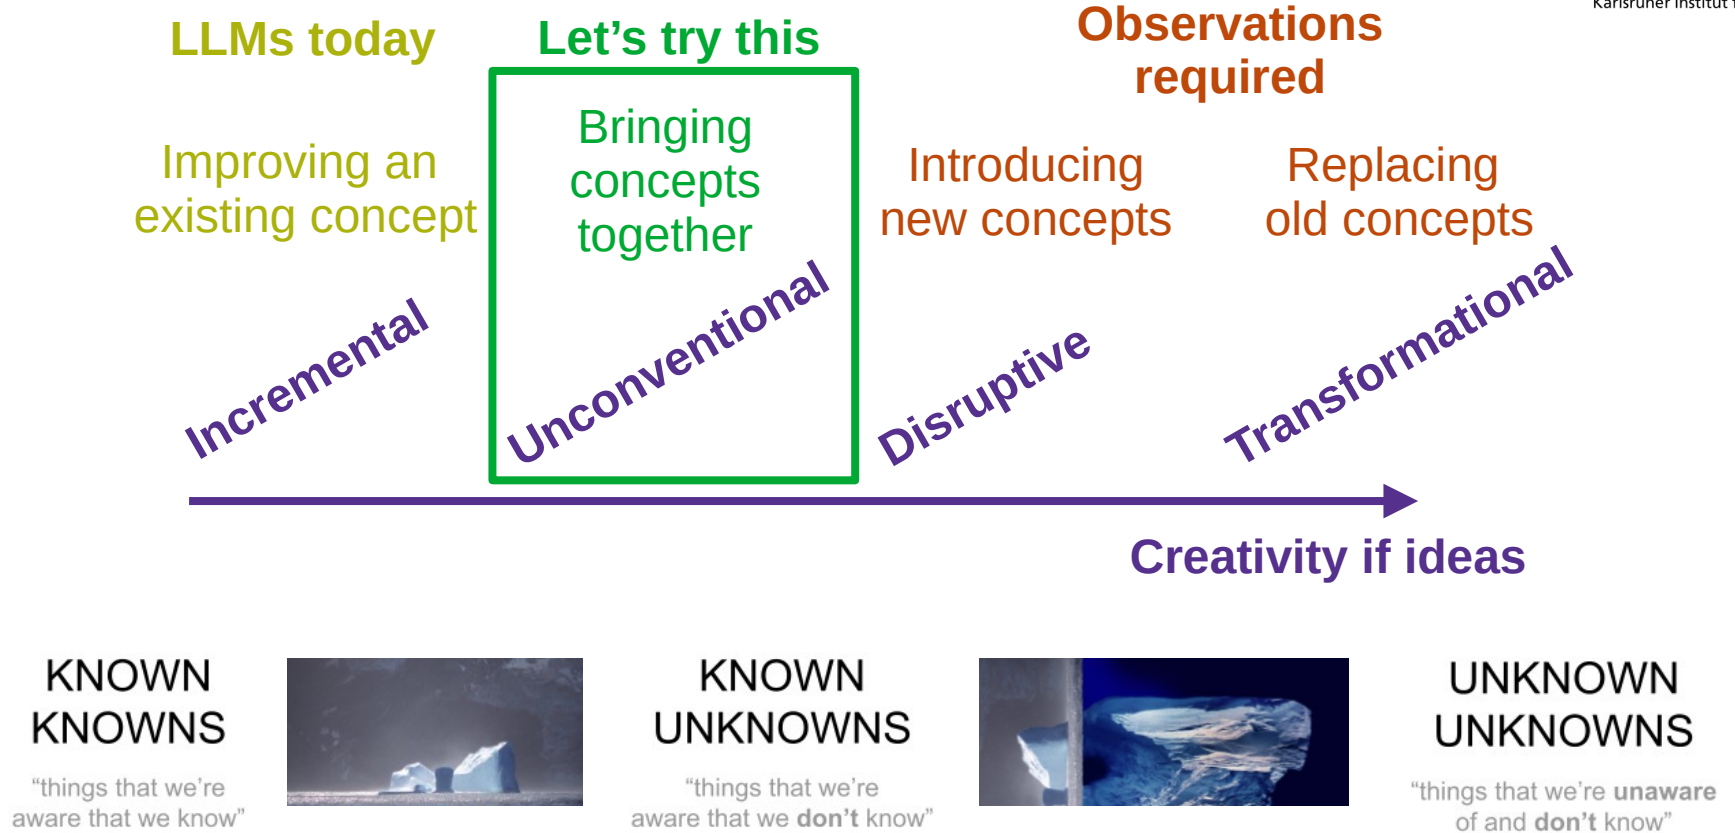 Karlsruher Institut
LLMs today
Let’s try this
Observations
required
Improving an
existing concept
Bringing
concepts
together
Introducing
new concepts
Replacing
old concepts
Incremental
Unconventional
Disruptive
Transformational
Creativity if ideas
KNOWN
KNOWNS
“things that we're
aware that we know”
KNOWN
UNKNOWNS
“things that we're
aware that we don't know”
UNKNOWN
UNKNOWNS
“things that we're unaware
of and don't know”